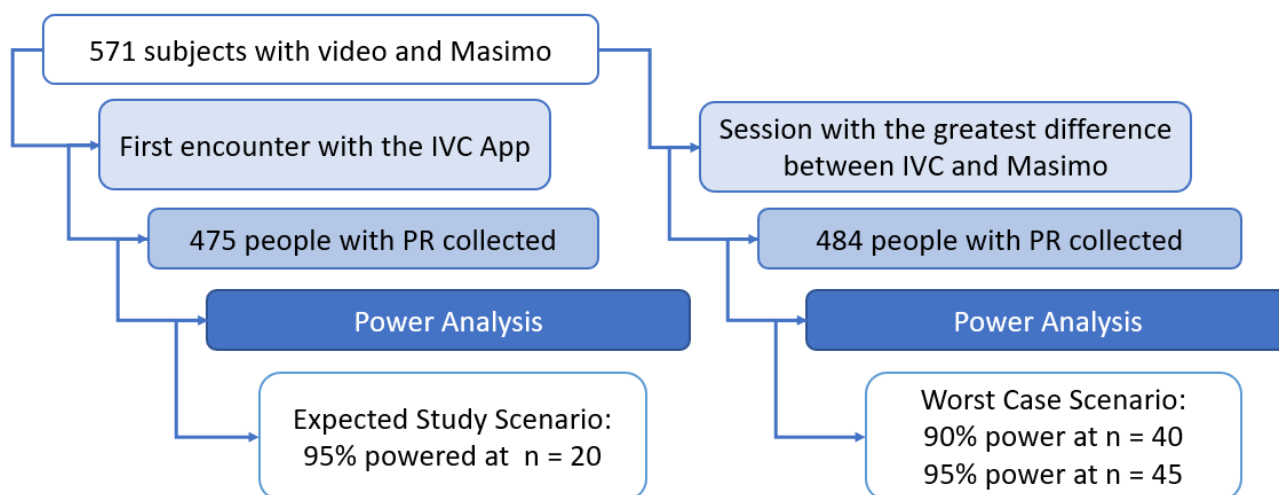 571 subjects with video and Masimo
First encounter with the IVC App
475 people with PR collected
Power Analysis
Expected Study Scenario:
95% powered at n = 20
Session with the greatest difference
between IVC and Masimo
484 people with PR collected
Power Analysis
Worst Case Scenario:
90% power at n = 40
95% power at n = 45